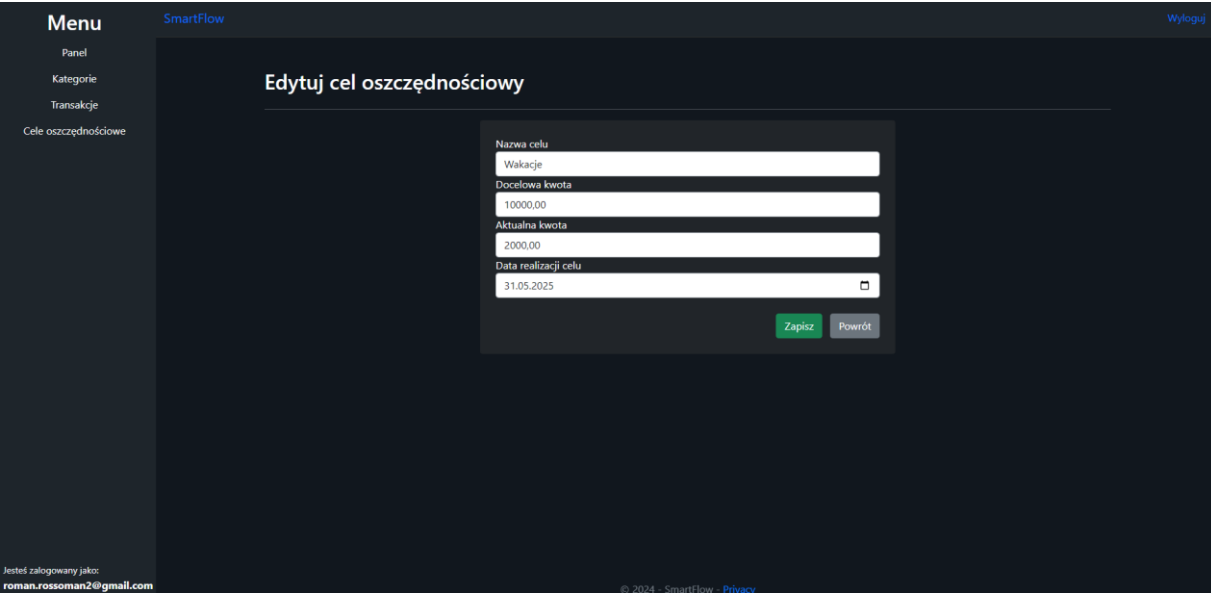 Menu
Panel
Kategorie
Transakcje
Cele oszczędnościowe
SmartFlow
Wyloguj
Edytuj cel oszczędnościowy
Nazwa celu
Wakacje
Docelowa kwota
10000,00
Aktualna kwota
2000,00
Data realizacji celu
31.05.2025
Zapisz Powrót
Jesteś zalogowany jako:
roman.rossoman2@gmail.com
© 2024 - SmartFlow - Privacy